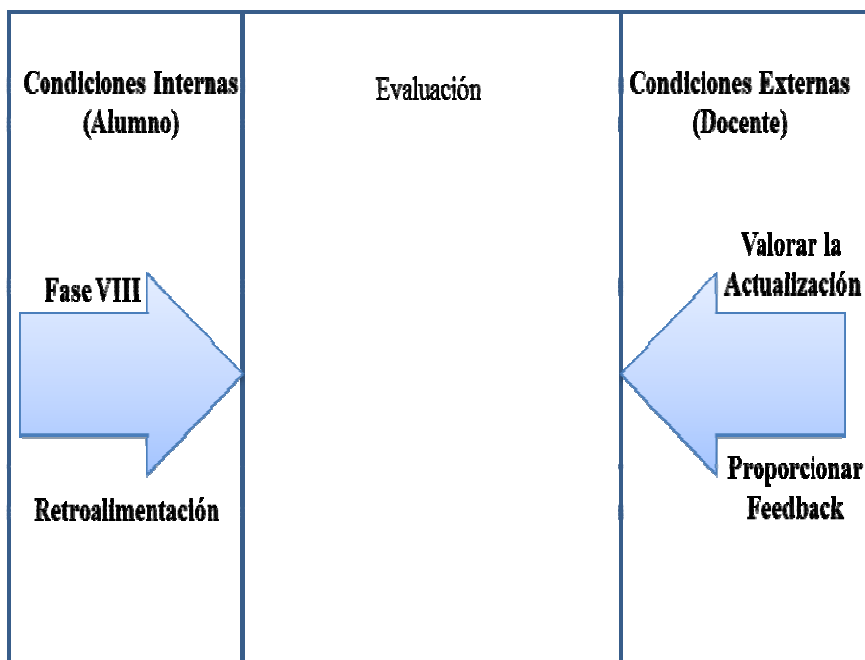 Condiciones Internas
(Alumno)
Evaluación
Condiciones Externas
(Docente)
Fase VIII
Retroalimentación
Valorar la
Actualización
Proporcionar
Feedback